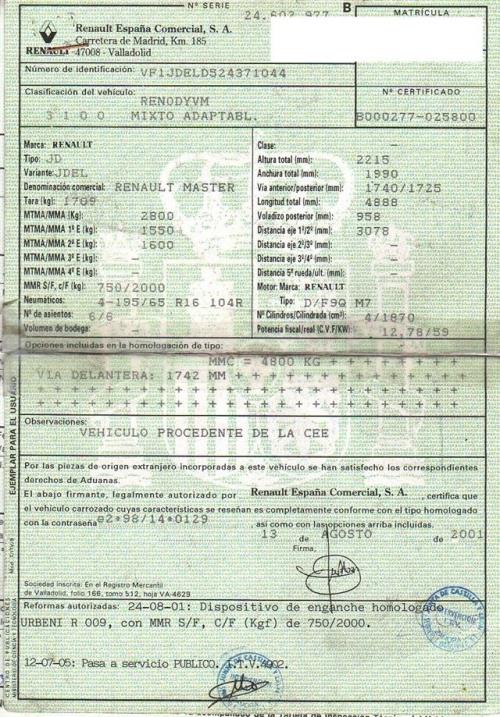 Nº SERIE
24.602.977
B
MATRÍCULA
Renault España Comercial, S. A.
Carretera de Madrid, Km. 185
RENAULT 47008 - Valladolid
Número de identificación: VF1JDELD524371044
Clasificación del vehículo:
RENODYVM
3100 MIXTO ADAPTABL.
Nº CERTIFICADO
B000277-025800
Marca: RENAULT
Tipo: JD
Variante: JDEL
Denominación comercial: RENAULT MASTER
Tara (kg): 1709
MTMA/MMA (Kg): 2800
MTMA/MMA 1º E (kg): 1550
MTMA/MMA 2º E (kg): 1600
MTMA/MMA 3º E (kg): -
MTMA/MMA 4º E (kg): -
MMR S/F, c/F (kg): 750/2000
Neumáticos: 4-195/65 R16 104R
Nº de asientos: 6/6
Volumen de bodega: -
Clase: -
Altura total (mm): 2215
Anchura total (mm): 1990
Vía anterior/posterior (mm): 1740/1725
Longitud total (mm): 4888
Voladizo posterior (mm): 958
Distancia eje 1º/2º (mm): 3078
Distancia eje 2º/3º (mm): -
Distancia eje 3º/4º (mm): -
Distancia 5ª rueda/ult. (mm): -
Motor: Marca: RENAULT
Tipo: D/F9Q M7
Nº Cilindros/Cilindrada (cm³): 4/1870
Potencia fiscal/real (C.V.F/KW): 12,78/59
Opciones incluidas en la homologación de tipo:
MMC = 4800 KG + + + + + + +
VIA DELANTERA: 1742 MM + + + + + + + + +
Observaciones:
VEHICULO PROCEDENTE DE LA CEE
Por las piezas de origen extranjero incorporadas a este vehículo se han satisfecho los correspondientes
derechos de Aduanas.
El abajo firmante, legalmente autorizado por Renault España Comercial, S. A., certifica que
el vehículo carrozado cuyas características se reseñan es completamente conforme con el tipo homologado
con la contraseña e2*98/14*0129 , así como con las opciones arriba incluidas.
13 AGOSTO de 2001
Firma,
Sociedad Inscrita: En el Registro Mercantil
de Valladolid, folio 166, tomo 512, hoja VA-4629
Reformas autorizadas: 24-08-01: Dispositivo de enganche homologado
URBENI R 009, con MMR S/F, C/F (Kgf) de 750/2000.
12-07-05: Pasa a servicio PUBLICO. I.T.V.4902.
EJEMPLAR PARA EL USUARIO